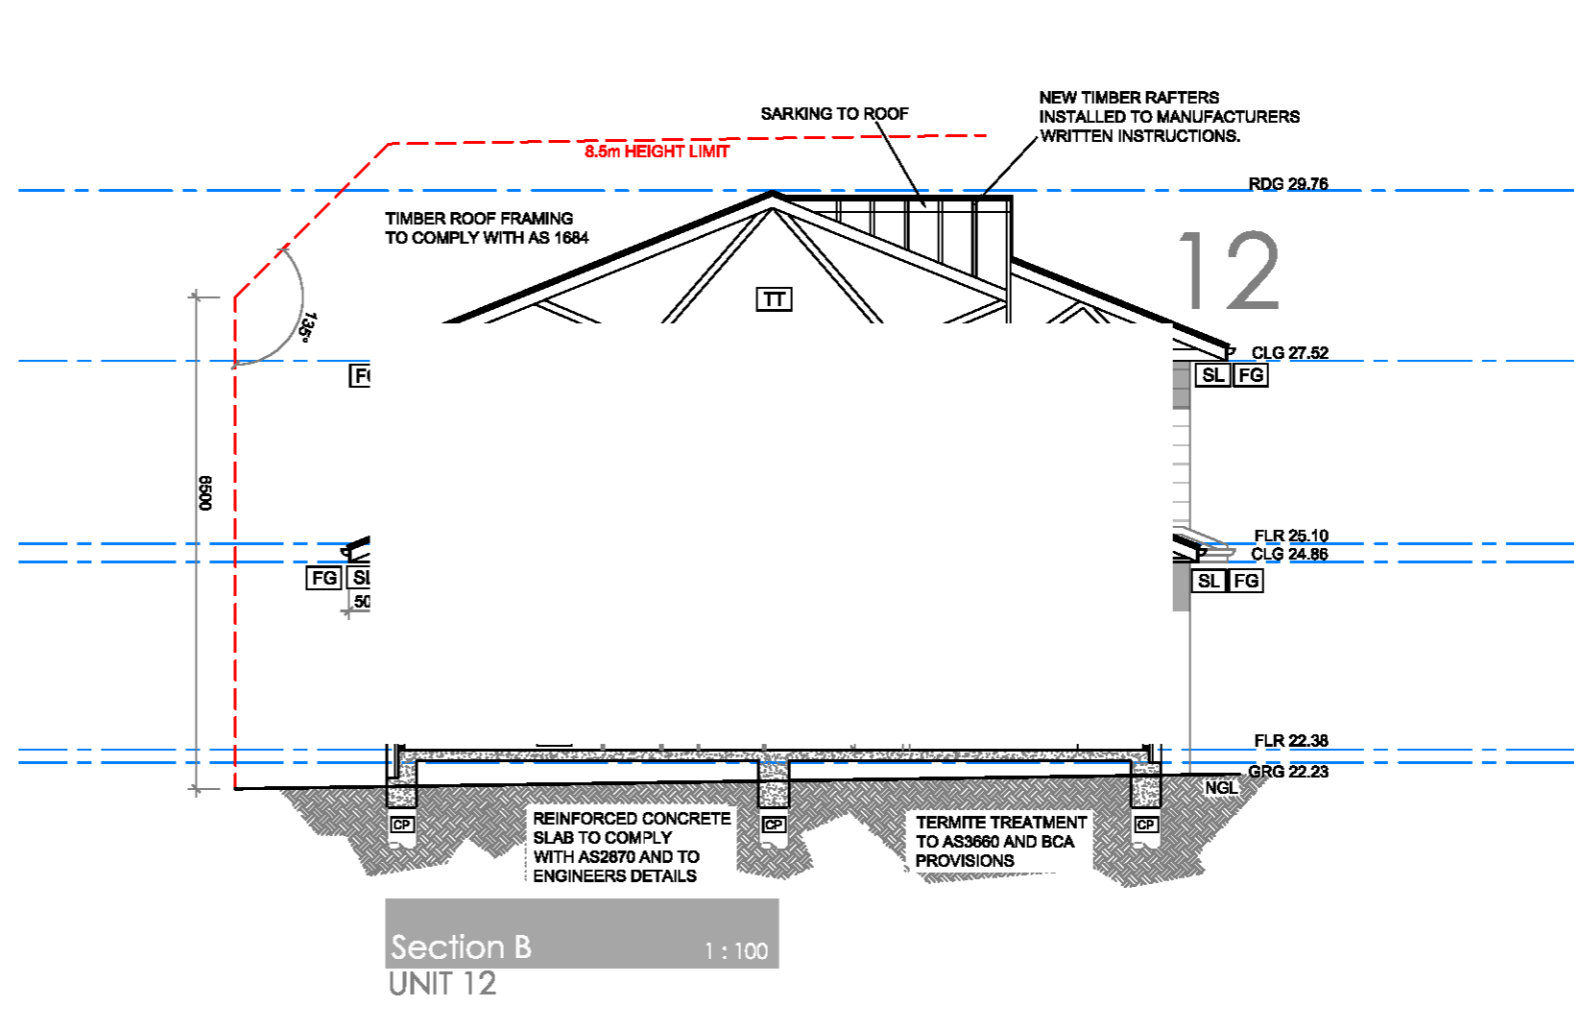 SARKING TO ROOF
NEW TIMBER RAFTERS
INSTALLED TO MANUFACTURERS
WRITTEN INSTRUCTIONS.
8.5m HEIGHT LIMIT
RDG 29.76
TIMBER ROOF FRAMING
TO COMPLY WITH AS 1684
12
TT
135°
CLG 27.52
SL FG
6500
FLR 25.10
CLG 24.86
FG
SL FG
50
FLR 22.38
GRG 22.23
NGL
CP
CP
CP
REINFORCED CONCRETE
SLAB TO COMPLY
WITH AS2870 AND TO
ENGINEERS DETAILS
TERMITE TREATMENT
TO AS3660 AND BCA
PROVISIONS
Section B
1 : 100
UNIT 12